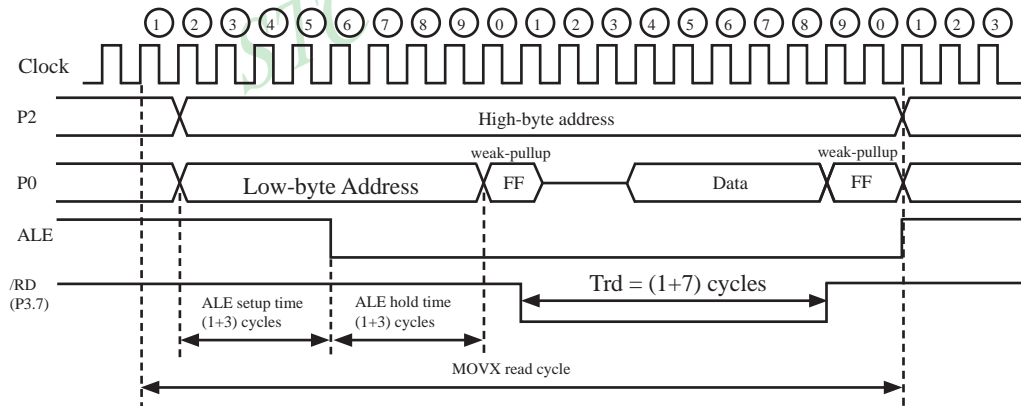 1 2 3 4 5 6 7 8 9 0 1 2 3 4 5 6 7 8 9 0 1 2 3
STC
Clock
P2
High-byte address
weak-pullup
weak-pullup
P0
Low-byte Address
FF
Data
FF
ALE
/RD
(P3.7)
Trd = (1+7) cycles
ALE setup time
(1+3) cycles
ALE hold time
(1+3) cycles
MOVX read cycle